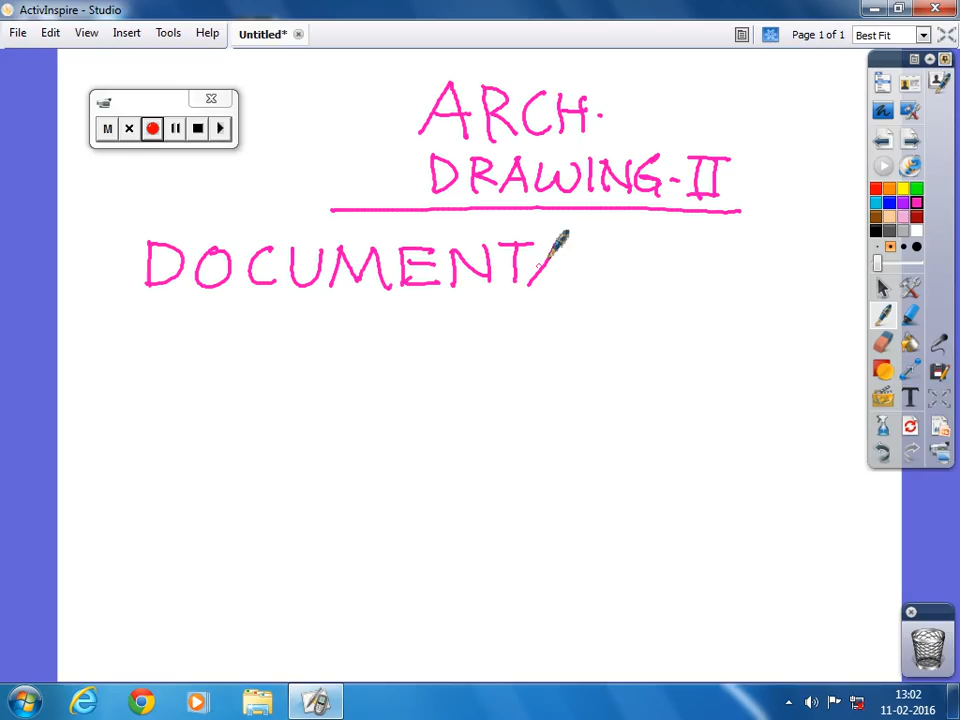 ActivInspire - Studio
File Edit View Insert Tools Help Untitled* Page 1 of 1 Best Fit
M
ARCH.
DRAWING-II
DOCUMENT/
T
13:02
11-02-2016